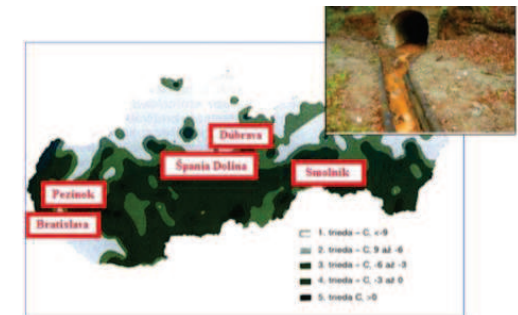 Dúbrava
Špania Dolina
Smolník
Pezinok
Bratislava
1. trieda – C, <-9
2. trieda – C, 9 až -6
3. trieda – C, -6 až -3
4. trieda – C, -3 až 0
5. trieda C, >0